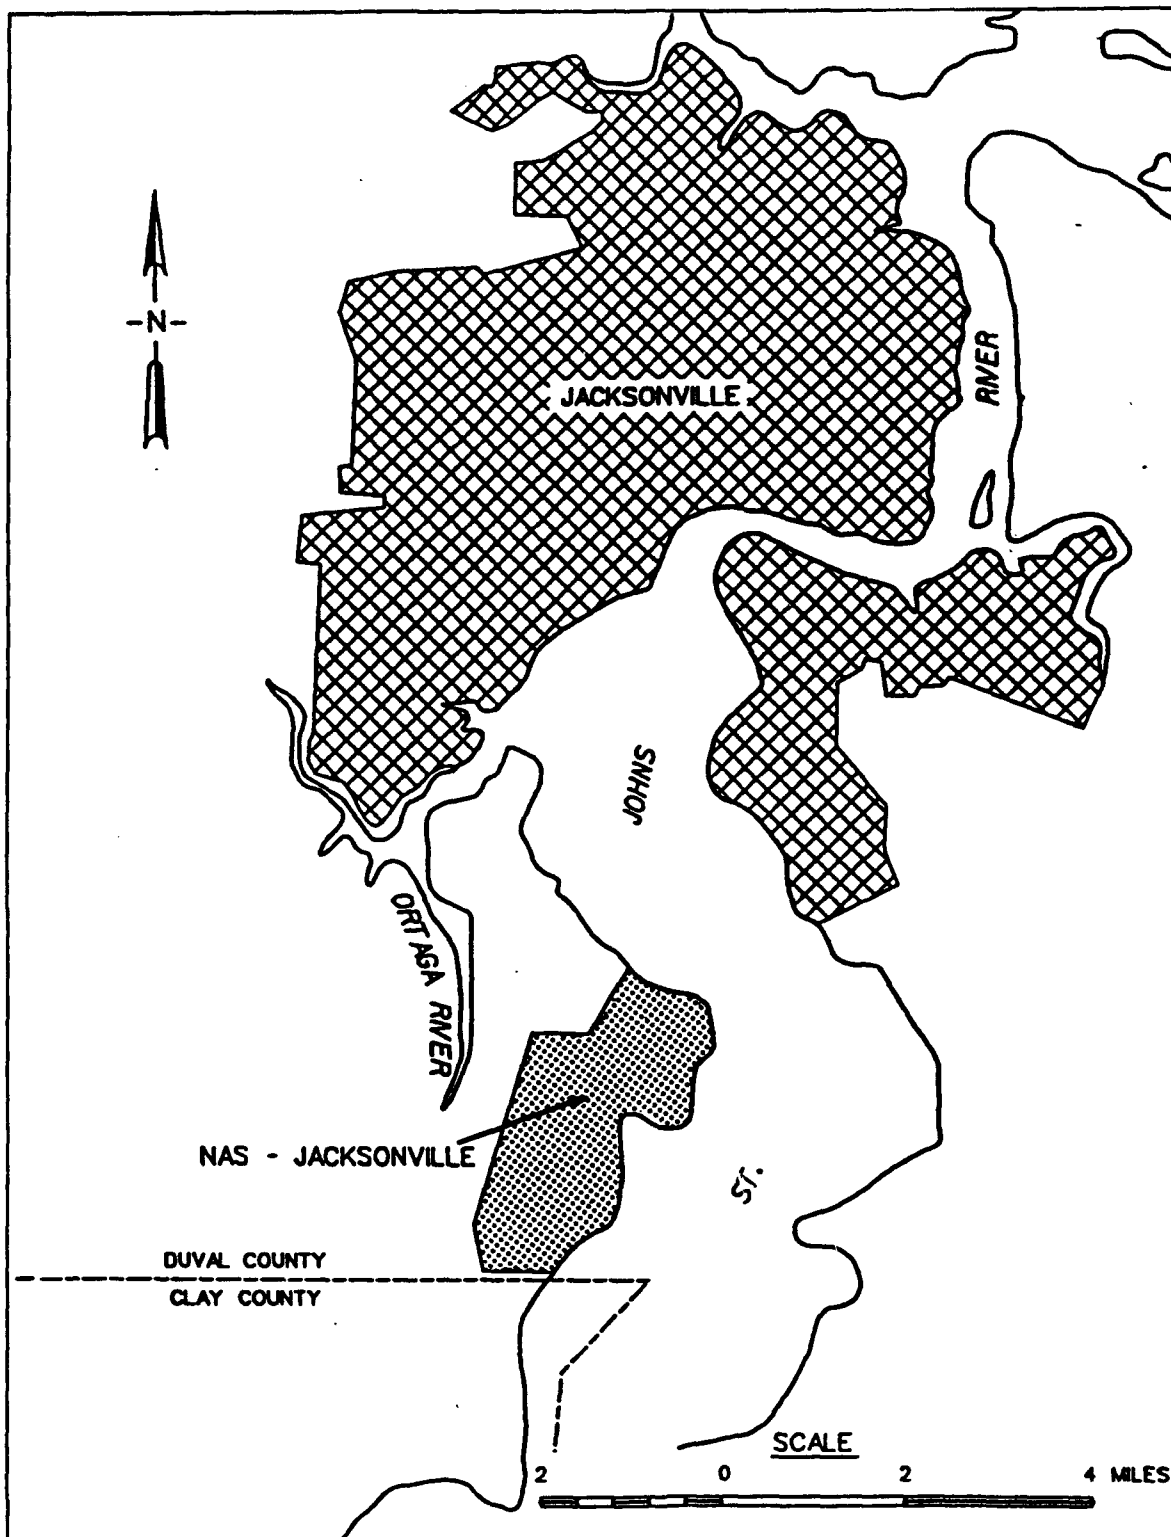 -N-
JACKSONVILLE
RIVER
JOHNS
ORTAGA RIVER
NAS - JACKSONVILLE
ST.
DUVAL COUNTY
CLAY COUNTY
SCALE
2 0 2 4 MILES